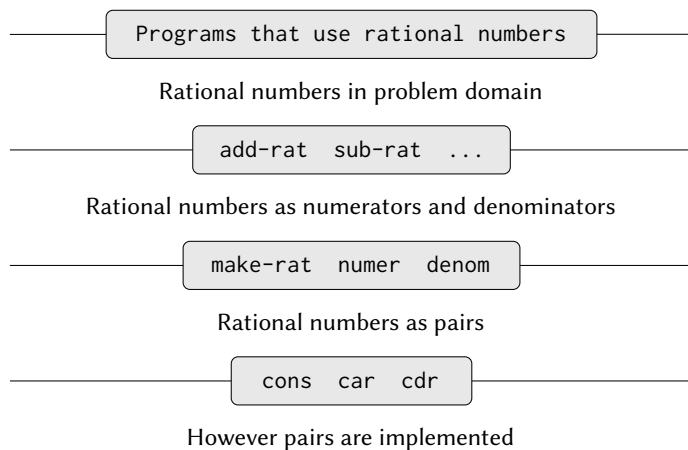 Programs that use rational numbers
Rational numbers in problem domain
add-rat sub-rat ...
Rational numbers as numerators and denominators
make-rat numer denom
Rational numbers as pairs
cons car cdr
However pairs are implemented